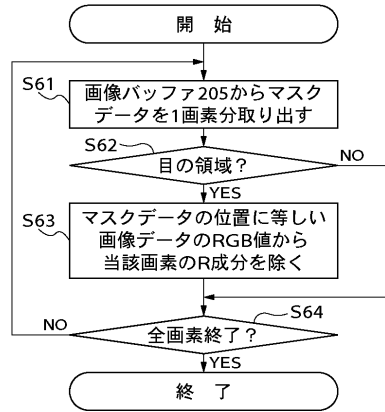 開 始
S61
画像バッファ205からマスク
データを1画素分取り出す
S62
目の領域？
NO
YES
S63
マスクデータの位置に等しい
画像データのRGB値から
当該画素のR成分を除く
S64
NO
全画素終了？
YES
終 了